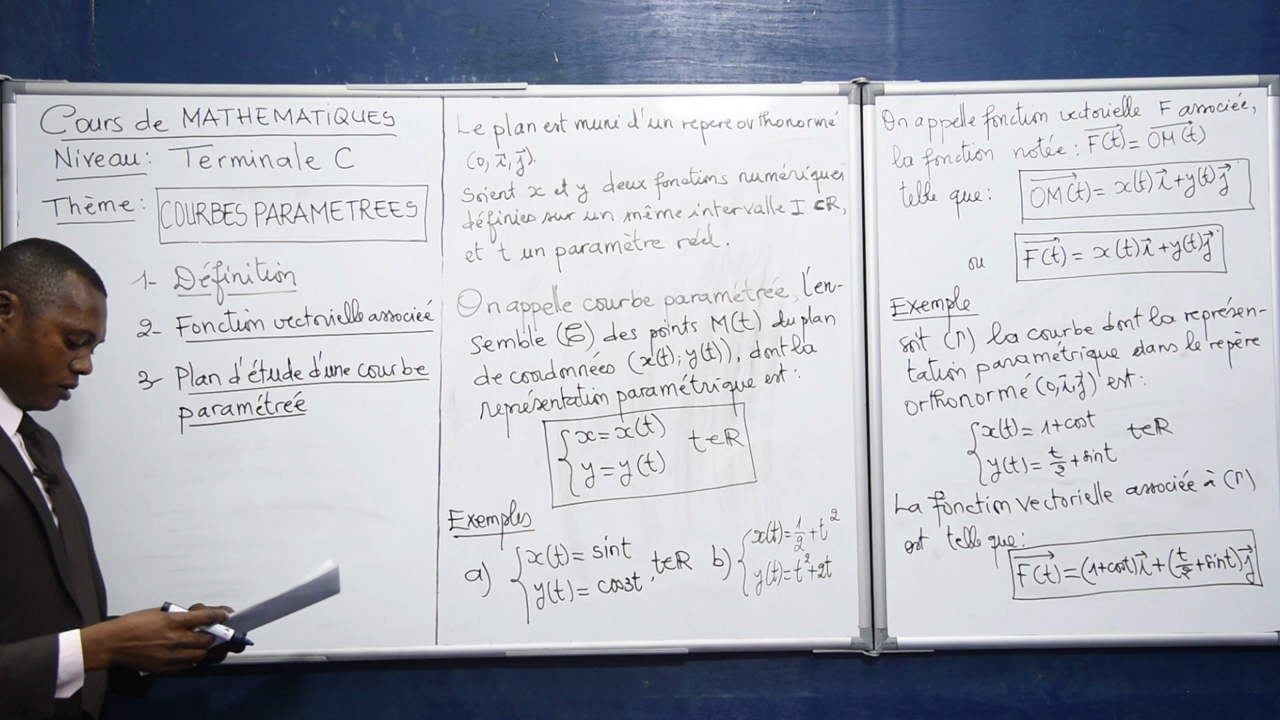 Cours de MATHEMATIQUES
Niveau: Terminale C
Thème: COURBES PARAMETREES
1- Définition
2- Fonction vectorielle associée
3- Plan d'étude d'une courbe
paramétrée
Le plan est muni d'un repère orthonormé
(0, i⃗, j⃗).
Soient x et y deux fonctions numériques
définies sur un même intervalle I ⊂ R,
et t un paramètre réel.
On appelle courbe paramétrée, l'en-
semble (C) des points M(t) du plan
de coordonnées (x(t); y(t)), dont la
représentation paramétrique est:
{x = x(t)
{y = y(t) t∈R
Exemples
a) {x(t) = sint
{y(t) = cos3t, t∈R
b) {x(t) = 1/2 + t²
{y(t) = t² + 2t
On appelle fonction vectorielle F associée,
la fonction notée: F⃗(t) = OM⃗(t)
telle que: OM⃗(t) = x(t)i⃗ + y(t)j⃗
ou F⃗(t) = x(t)i⃗ + y(t)j⃗
Exemple
soit (Γ) la courbe dont la représen-
tation paramétrique dans le repère
orthonormé (0, i⃗, j⃗) est:
{x(t) = 1 + cost
{y(t) = t/2 + sint t∈R
La fonction vectorielle associée à (Γ)
est telle que:
F⃗(t) = (1+cost)i⃗ + (t/2 + sint)j⃗